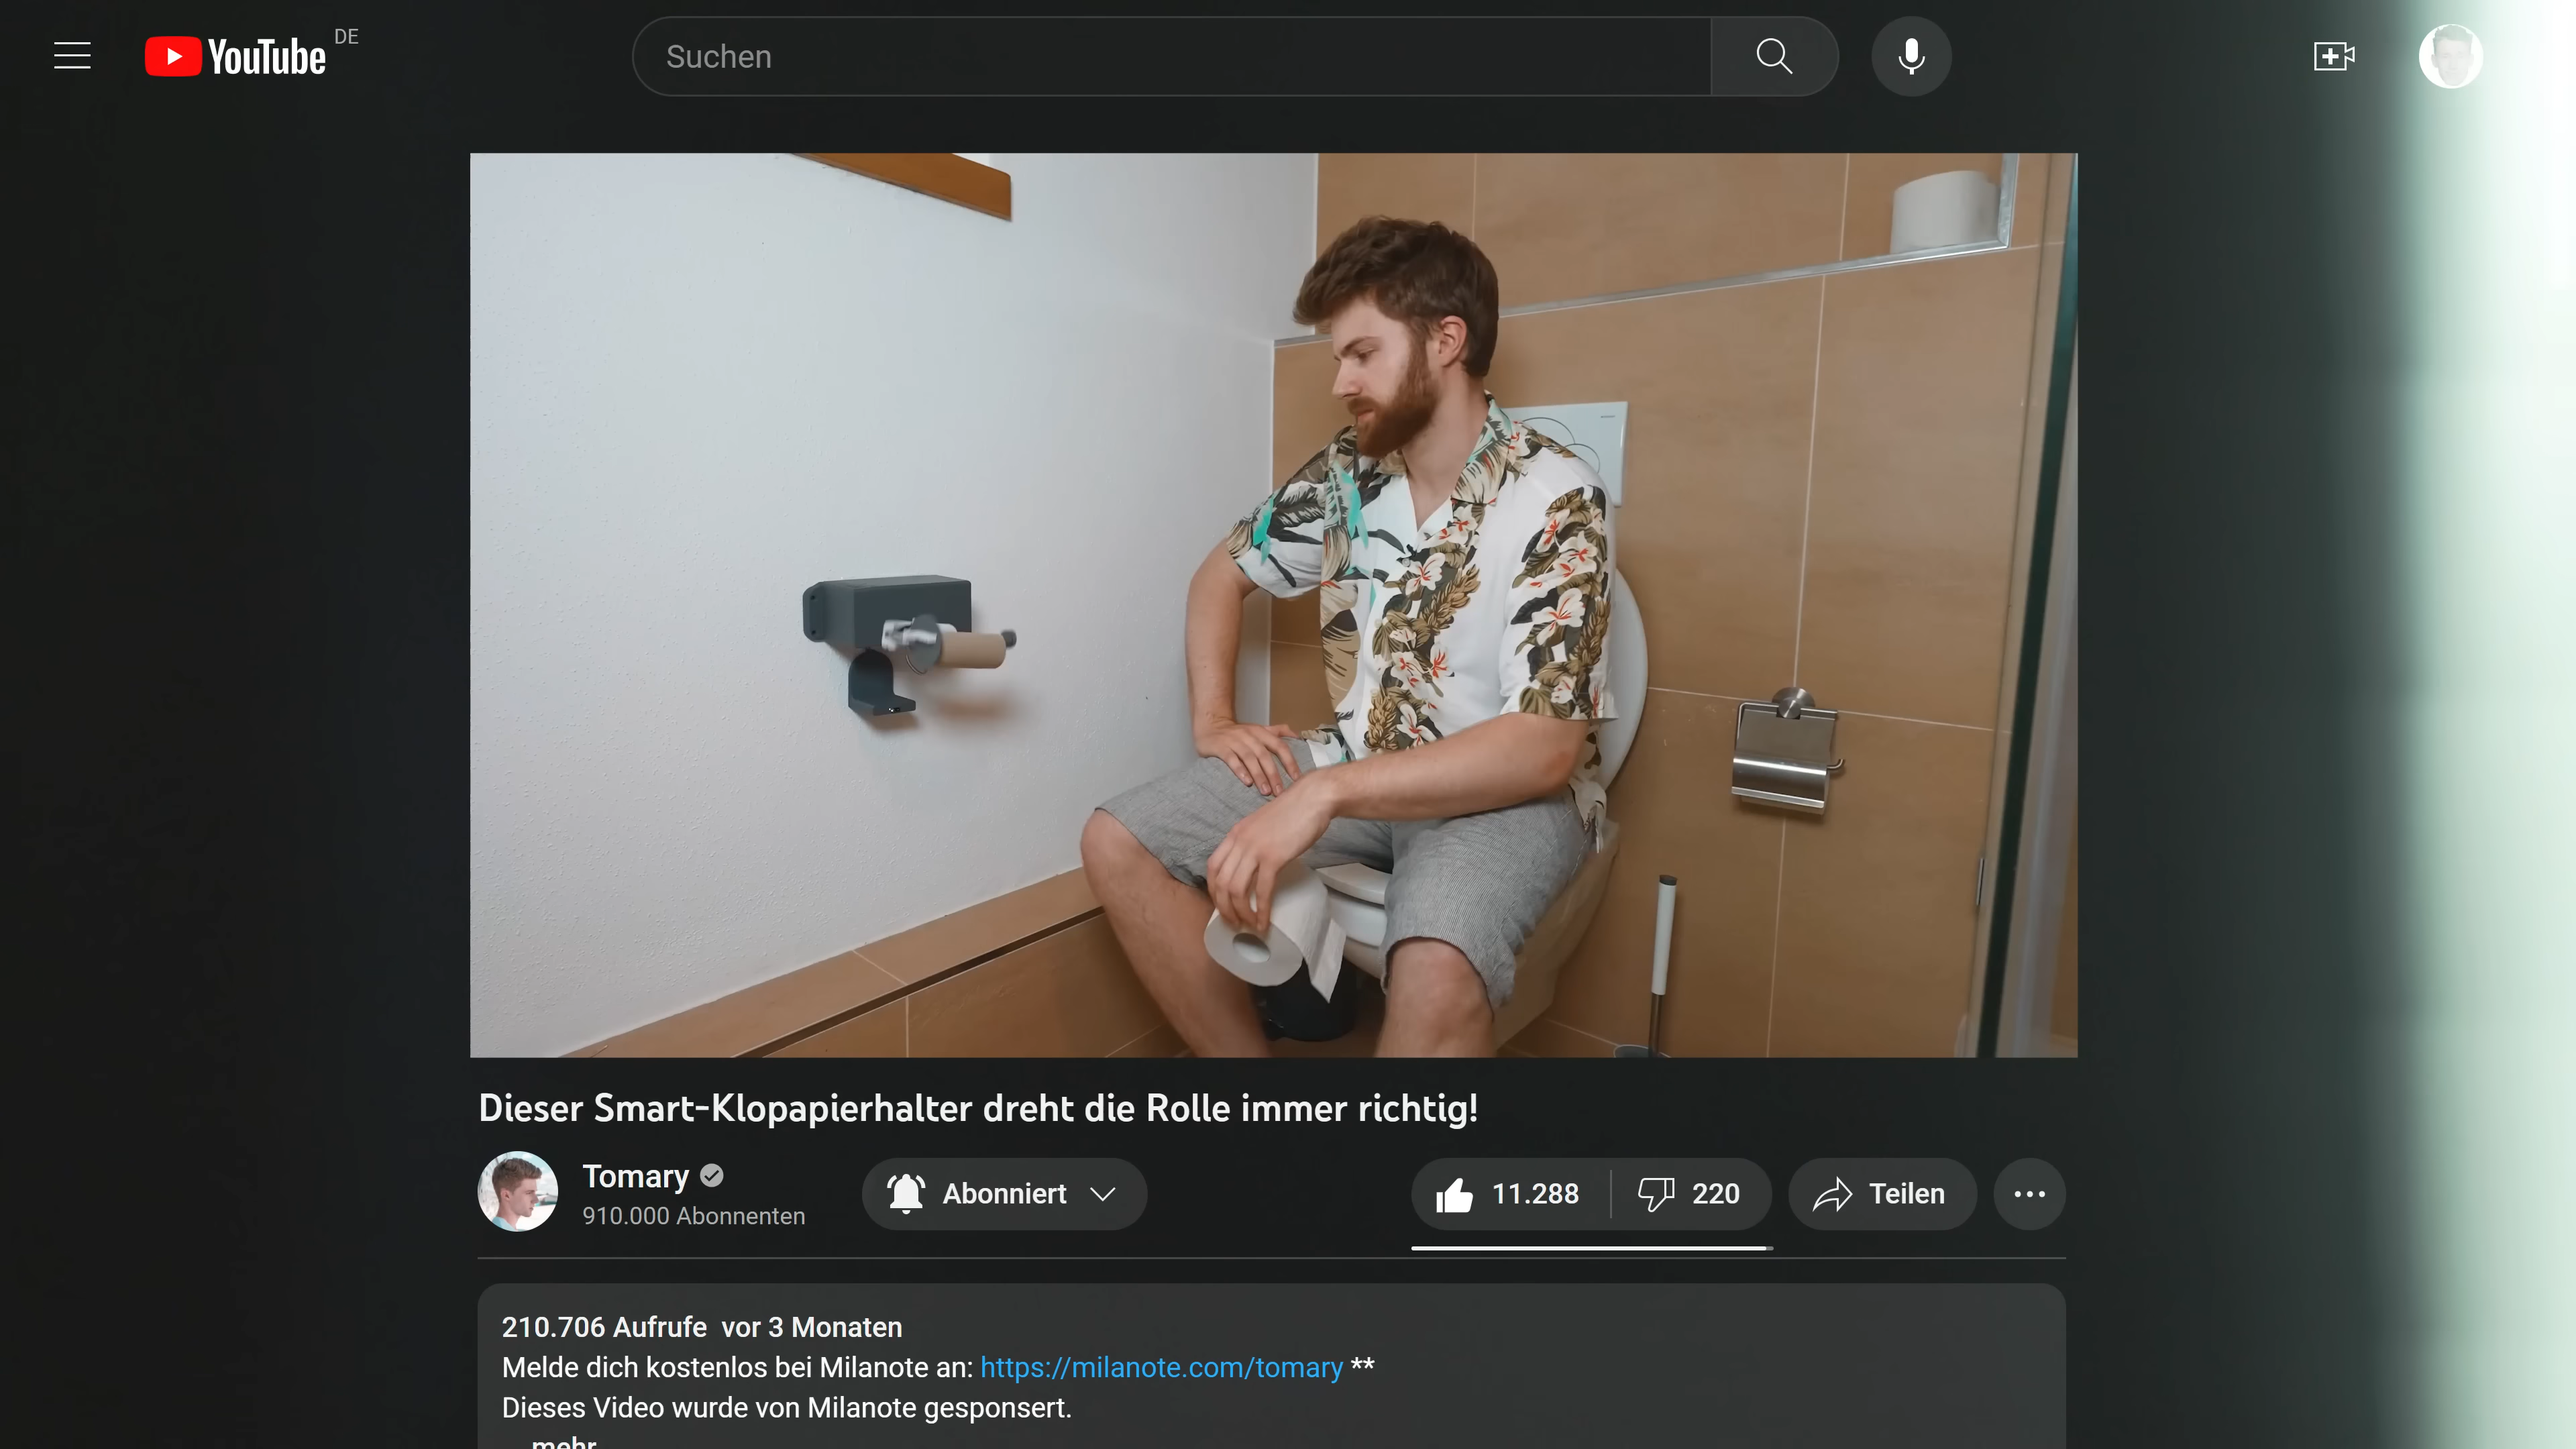 YouTube DE
Suchen
Dieser Smart-Klopapierhalter dreht die Rolle immer richtig!
Tomary
910.000 Abonnenten
Abonniert
11.288
220
Teilen
210.706 Aufrufe vor 3 Monaten
Melde dich kostenlos bei Milanote an: https://milanote.com/tomary **
Dieses Video wurde von Milanote gesponsert.
...mehr